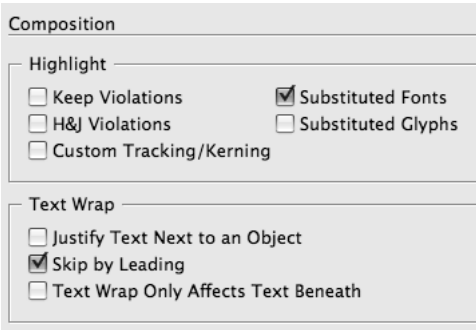 Composition
Highlight
Keep Violations
Substituted Fonts
H&J Violations
Substituted Glyphs
Custom Tracking/Kerning
Text Wrap
Justify Text Next to an Object
Skip by Leading
Text Wrap Only Affects Text Beneath